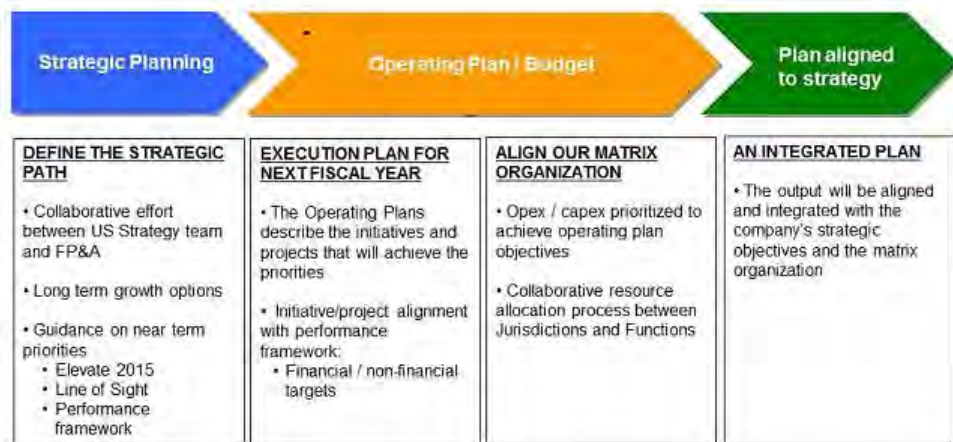 Strategic Planning
Operating Plan / Budget
Plan aligned
to strategy
DEFINE THE STRATEGIC
PATH
• Collaborative effort
between US Strategy team
and FP&A
• Long term growth options
• Guidance on near term
priorities
• Elevate 2015
• Line of Sight
• Performance
framework
EXECUTION PLAN FOR
NEXT FISCAL YEAR
• The Operating Plans
describe the initiatives and
projects that will achieve the
priorities
• Initiative/project alignment
with performance
framework:
• Financial / non-financial
targets
ALIGN OUR MATRIX
ORGANIZATION
• Opex / capex prioritized to
achieve operating plan
objectives
• Collaborative resource
allocation process between
Jurisdictions and Functions
AN INTEGRATED PLAN
• The output will be aligned
and integrated with the
company's strategic
objectives and the matrix
organization